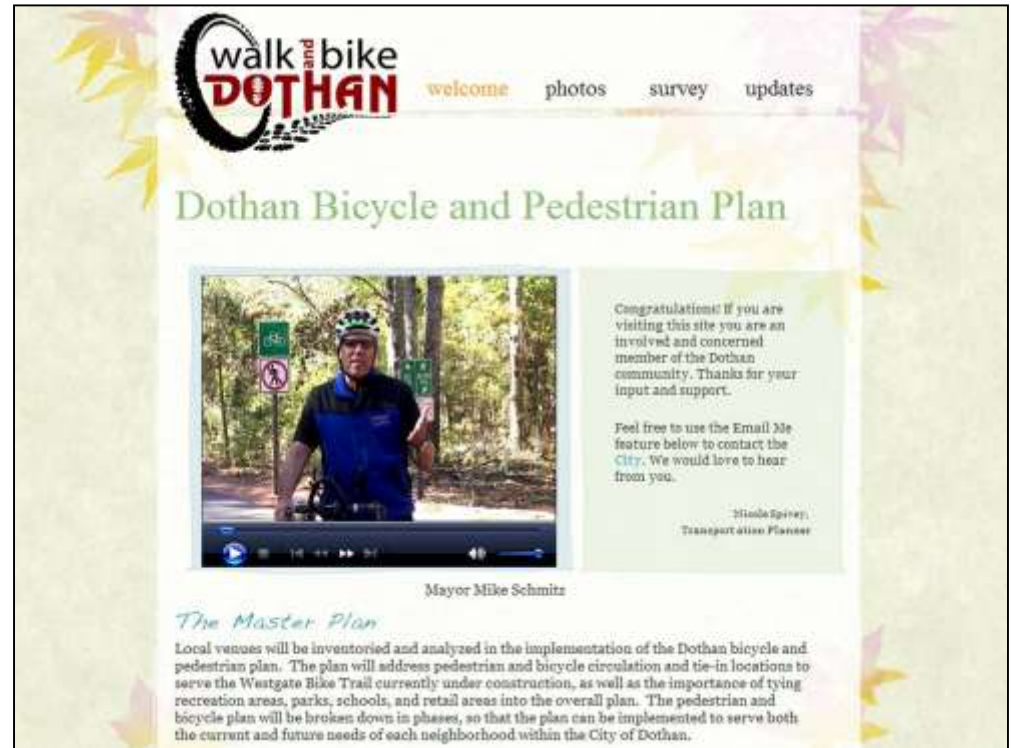 walk and bike
DOTHAN
welcome photos survey updates
Dothan Bicycle and Pedestrian Plan
Congratulations! If you are
visiting this site you are an
involved and concerned
member of the Dothan
community. Thanks for your
input and support.
Feel free to use the Email Me
feature below to contact the
City. We would love to hear
from you.
Nicole Spivey,
Transportation Planner
Mayor Mike Schmitz
The Master Plan
Local venues will be inventoried and analyzed in the implementation of the Dothan bicycle and
pedestrian plan. The plan will address pedestrian and bicycle circulation and tie-in locations to
serve the Westgate Bike Trail currently under construction, as well as the importance of tying
recreation areas, parks, schools, and retail areas into the overall plan. The pedestrian and
bicycle plan will be broken down in phases, so that the plan can be implemented to serve both
the current and future needs of each neighborhood within the City of Dothan.